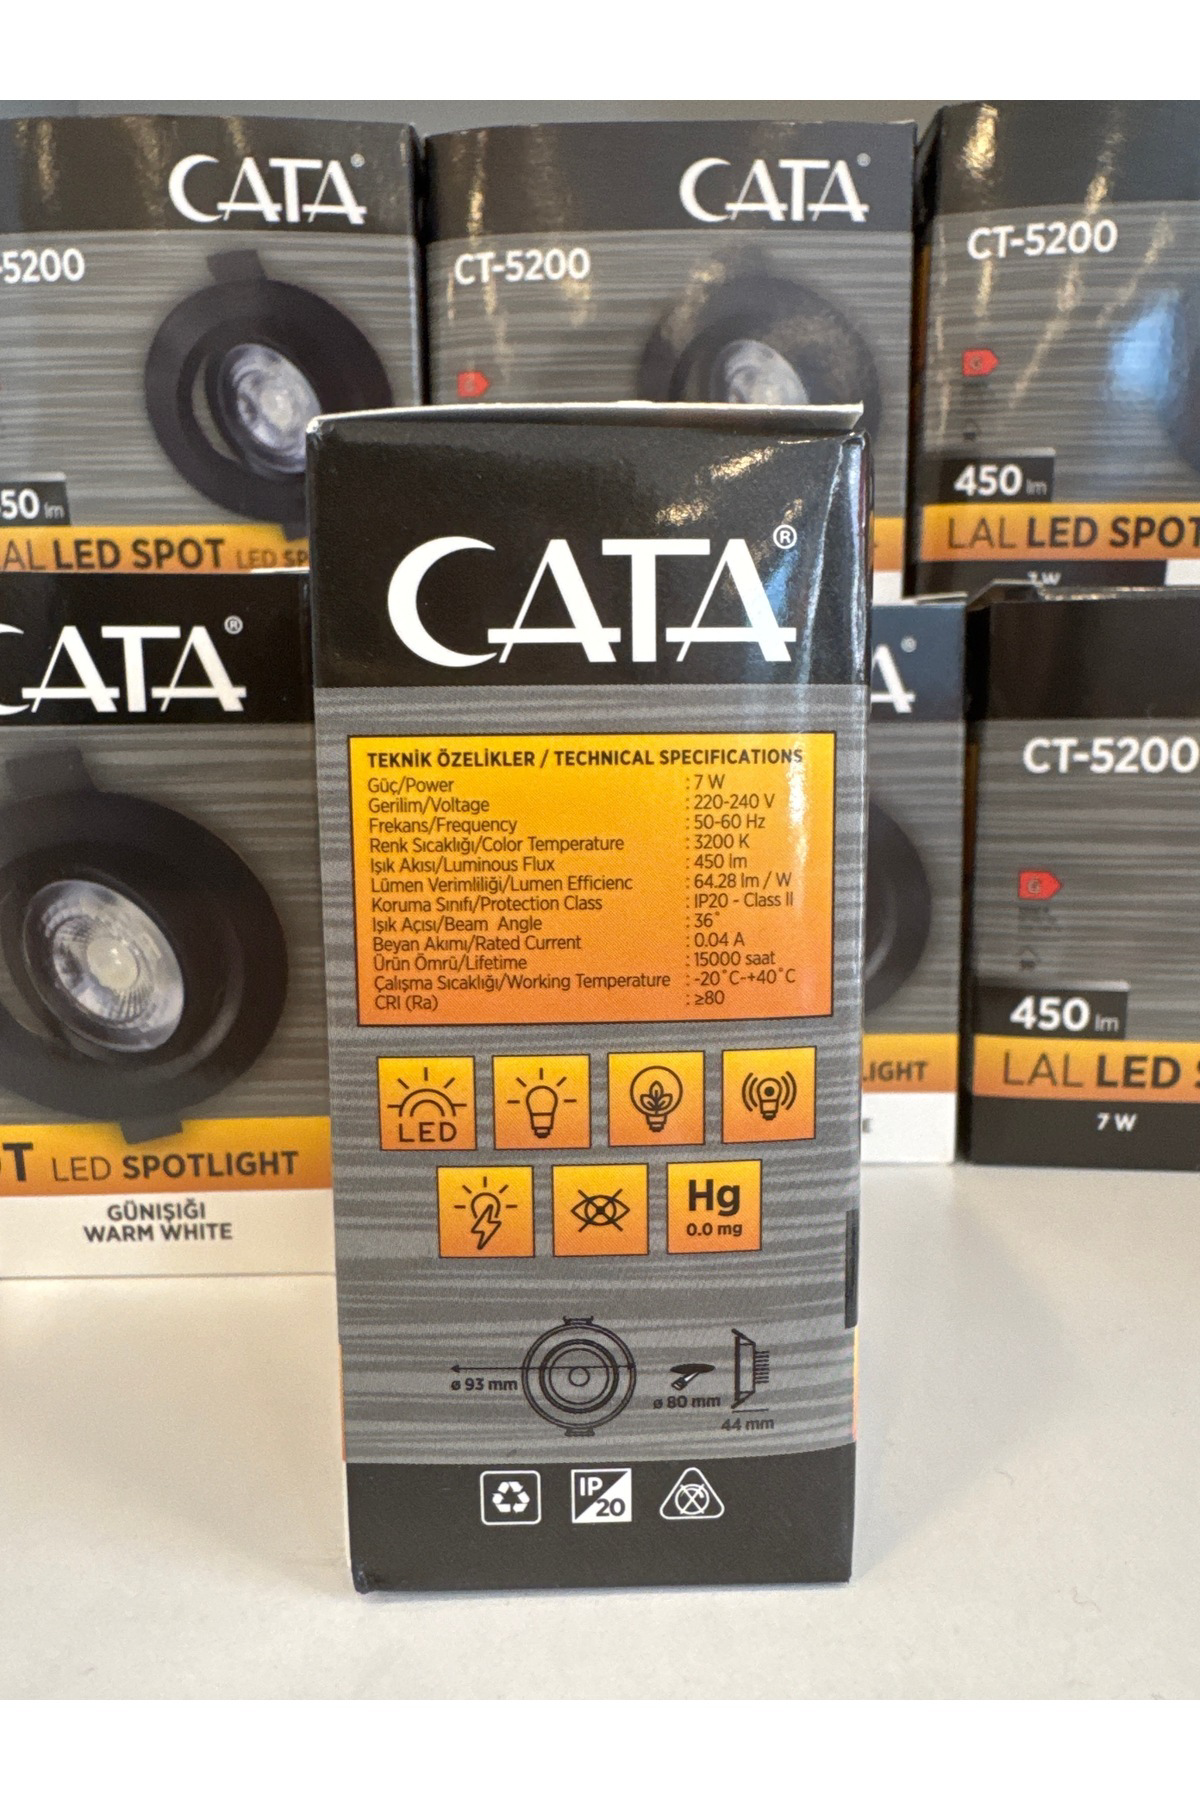 CATA®
-5200
50 lm
AL LED SPOT LED SP
CATA®
CT-5200
G
CT-5200
G
450 lm
LAL LED SPOT
7 W
CATA®
T LED SPOTLIGHT
GÜNIŞIĞI
WARM WHITE
A®
LIGHT
E
CT-5200
G
450 lm
LAL LED S
7 W
CATA®
TEKNİK ÖZELİKLER / TECHNICAL SPECIFICATIONS
Güç/Power : 7 W
Gerilim/Voltage : 220-240 V
Frekans/Frequency : 50-60 Hz
Renk Sıcaklığı/Color Temperature : 3200 K
Işık Akısı/Luminous Flux : 450 lm
Lümen Verimliliği/Lumen Efficienc : 64.28 lm / W
Koruma Sınıfı/Protection Class : IP20 - Class II
Işık Açısı/Beam Angle : 36°
Beyan Akımı/Rated Current : 0.04 A
Ürün Ömrü/Lifetime : 15000 saat
Çalışma Sıcaklığı/Working Temperature : -20°C-+40°C
CRI (Ra) : ≥80
LED
Hg
0.0 mg
ø 93 mm
ø 80 mm
44 mm
IP
20